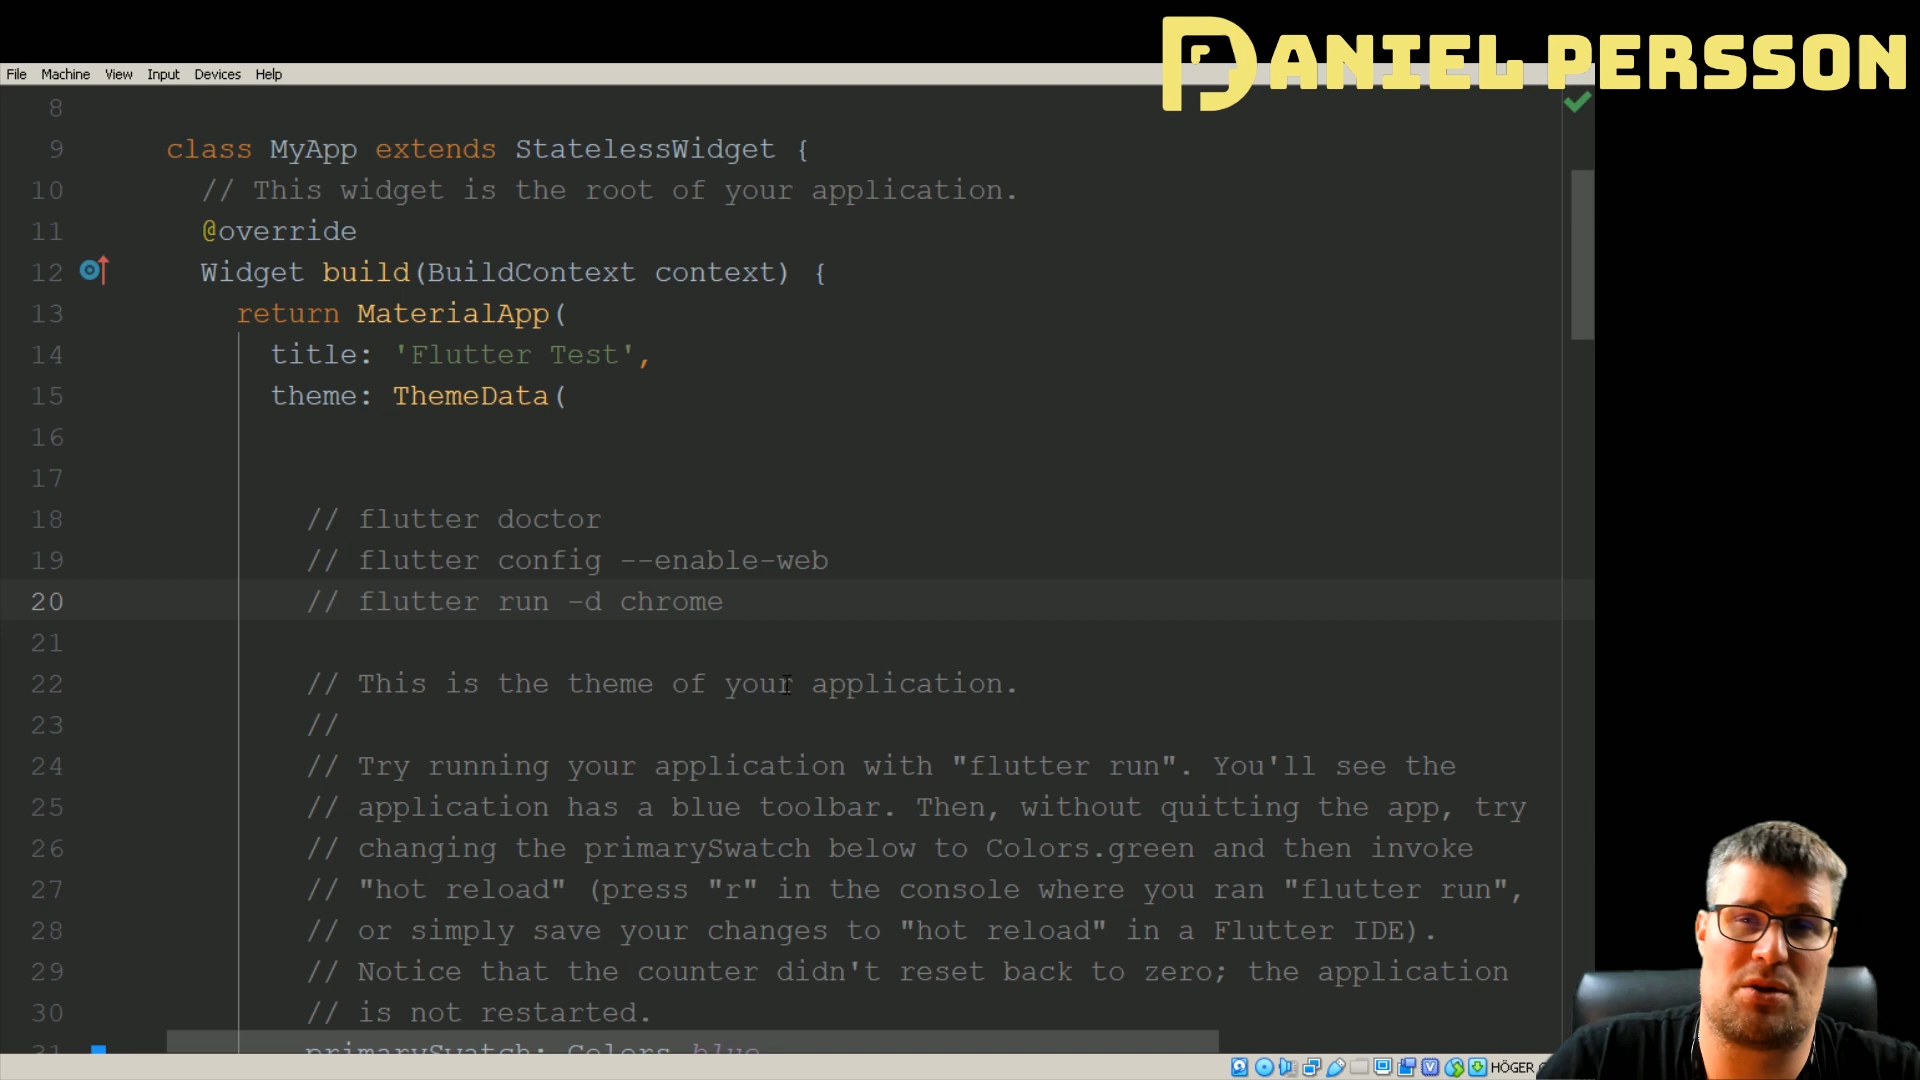 DANIEL PERSSON
File Machine View Input Devices Help
8
9 class MyApp extends StatelessWidget {
10 // This widget is the root of your application.
11 @override
12 Widget build(BuildContext context) {
13 return MaterialApp(
14 title: 'Flutter Test',
15 theme: ThemeData(
16
17
18 // flutter doctor
19 // flutter config --enable-web
20 // flutter run -d chrome
21
22 // This is the theme of your application.
23 //
24 // Try running your application with "flutter run". You'll see the
25 // application has a blue toolbar. Then, without quitting the app, try
26 // changing the primarySwatch below to Colors.green and then invoke
27 // "hot reload" (press "r" in the console where you ran "flutter run",
28 // or simply save your changes to "hot reload" in a Flutter IDE).
29 // Notice that the counter didn't reset back to zero; the application
30 // is not restarted.
31 primarySwatch: Colors.blue
HÖGER